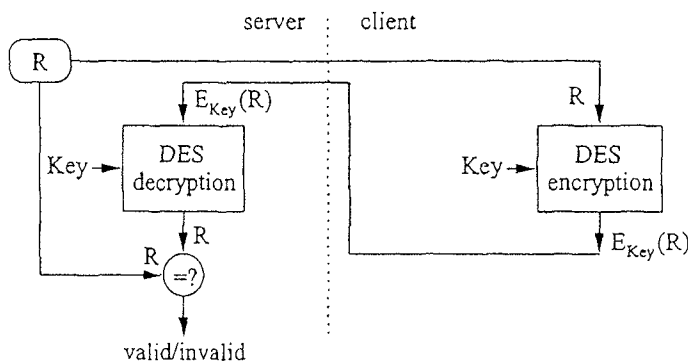 server
client
R
E_Key(R)
R
Key
DES
decryption
Key
DES
encryption
R
E_Key(R)
R
=?
valid/invalid